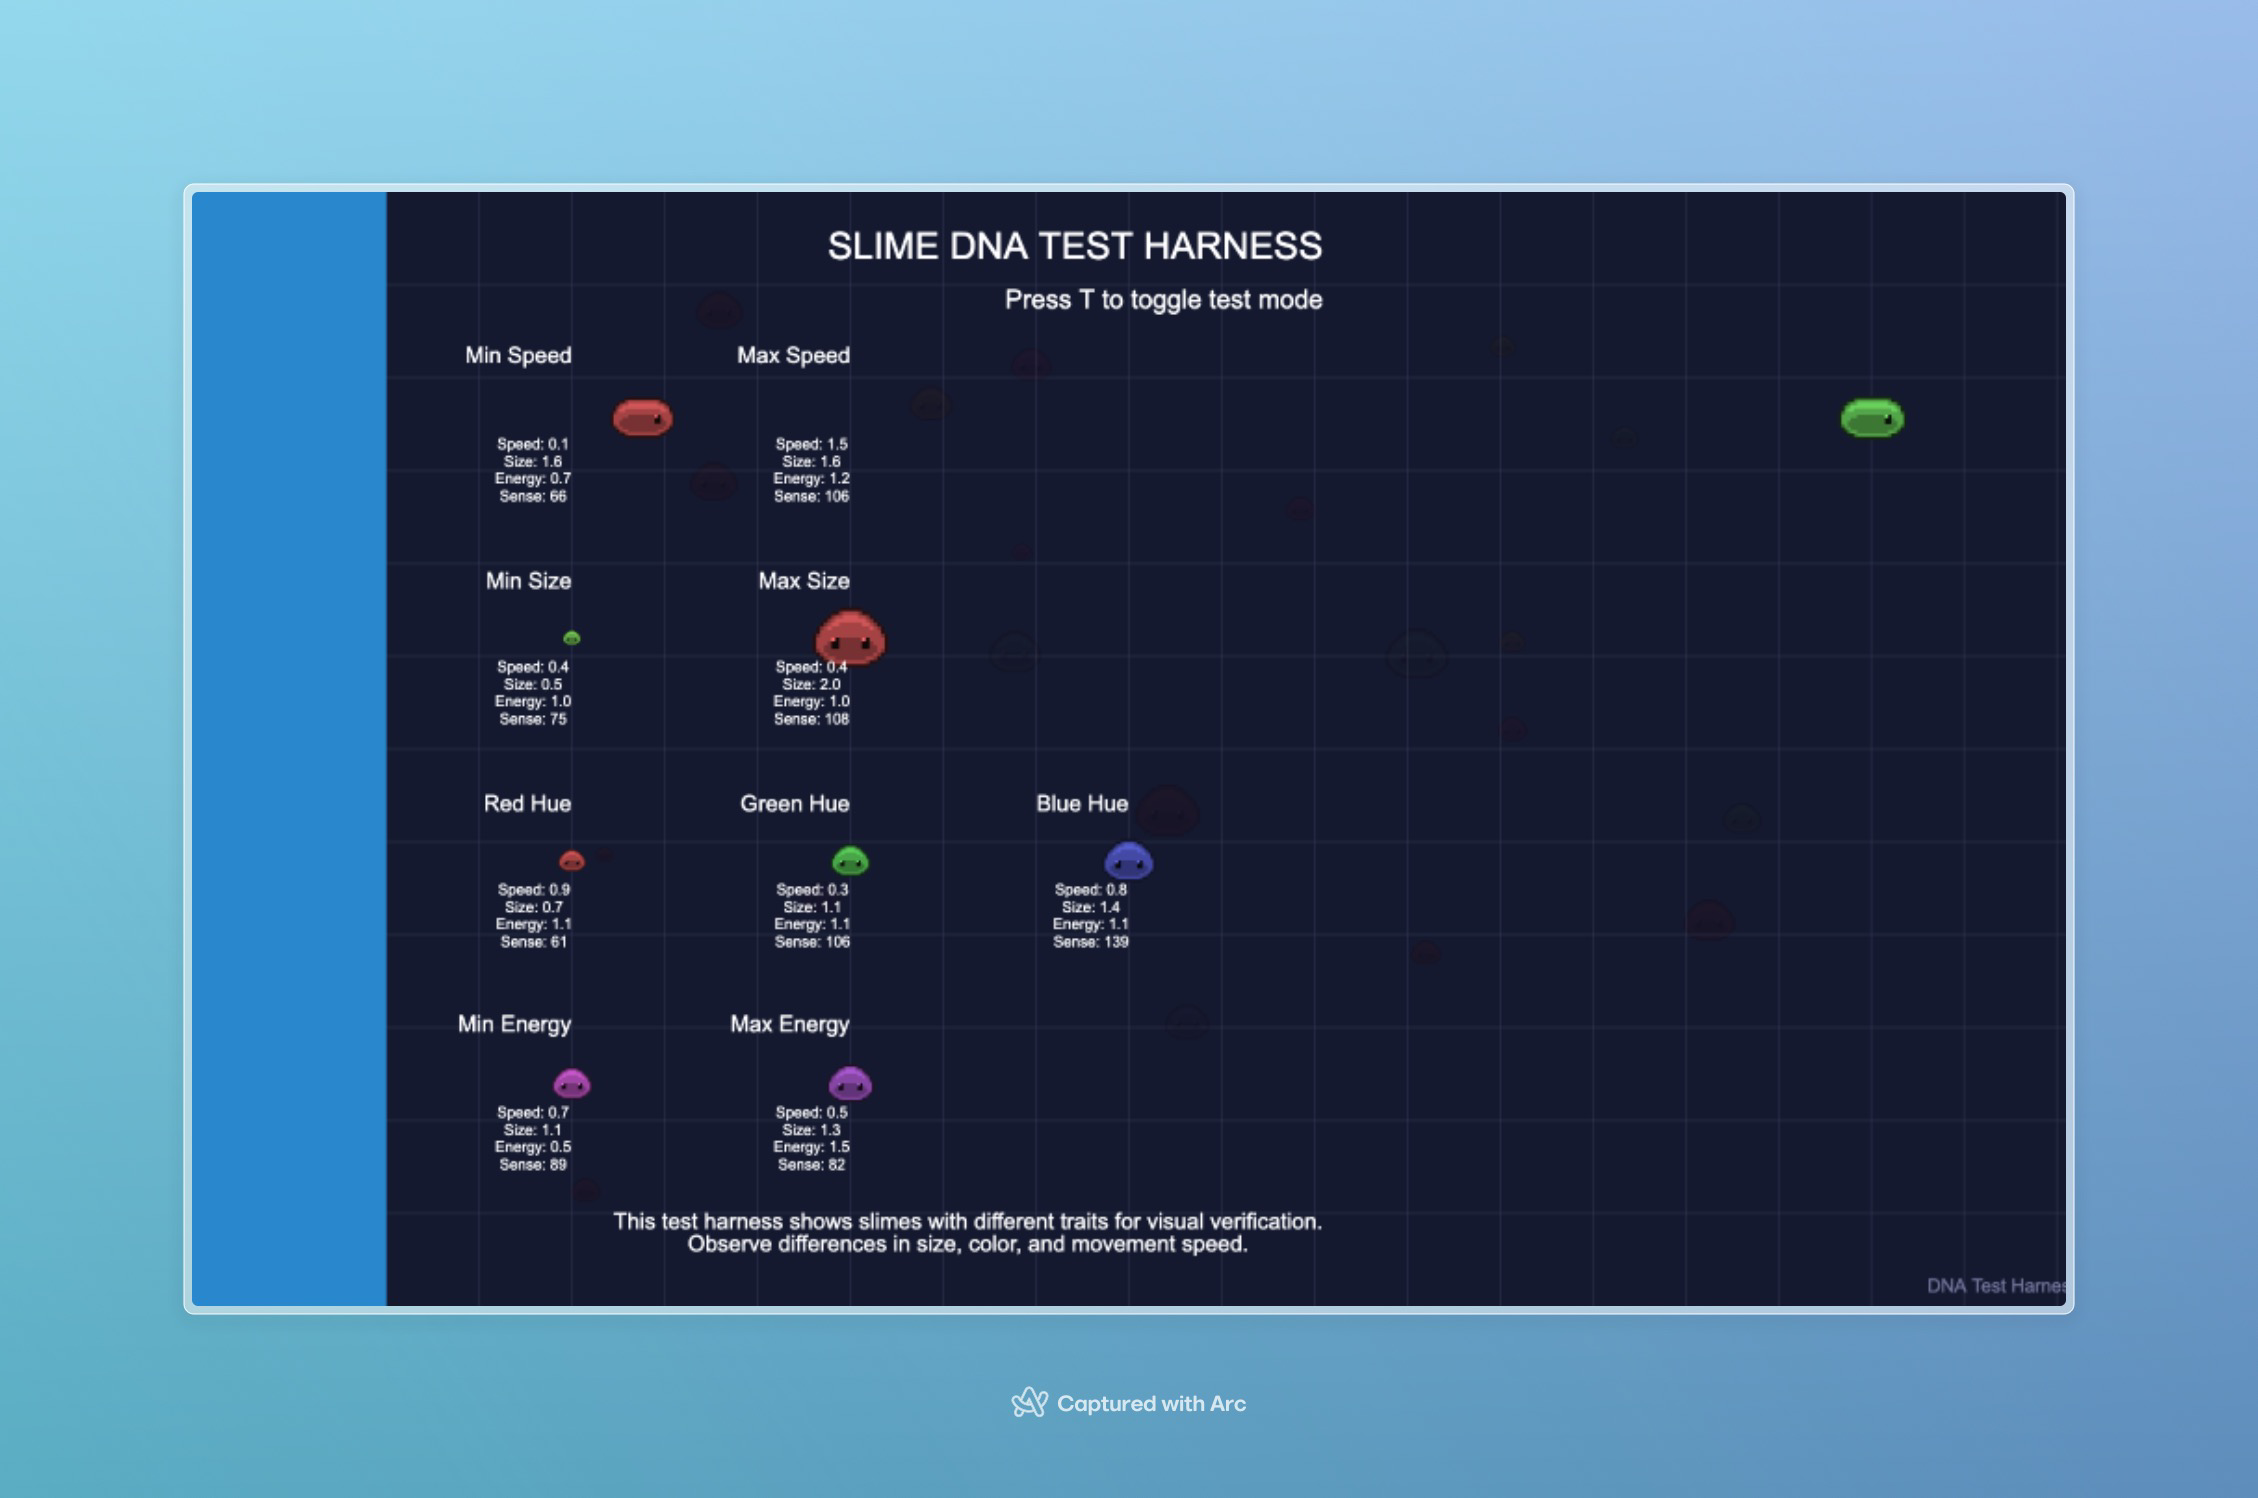 SLIME DNA TEST HARNESS
Press T to toggle test mode
Min Speed
Max Speed
Speed: 0.1
Size: 1.6
Energy: 0.7
Sense: 66
Speed: 1.5
Size: 1.6
Energy: 1.2
Sense: 106
Min Size
Max Size
Speed: 0.4
Size: 0.5
Energy: 1.0
Sense: 75
Speed: 0.4
Size: 2.0
Energy: 1.0
Sense: 108
Red Hue
Green Hue
Blue Hue
Speed: 0.9
Size: 0.7
Energy: 1.1
Sense: 61
Speed: 0.3
Size: 1.1
Energy: 1.1
Sense: 106
Speed: 0.8
Size: 1.4
Energy: 1.1
Sense: 139
Min Energy
Max Energy
Speed: 0.7
Size: 1.1
Energy: 0.5
Sense: 89
Speed: 0.5
Size: 1.3
Energy: 1.5
Sense: 82
This test harness shows slimes with different traits for visual verification.
Observe differences in size, color, and movement speed.
DNA Test Harnes
Captured with Arc